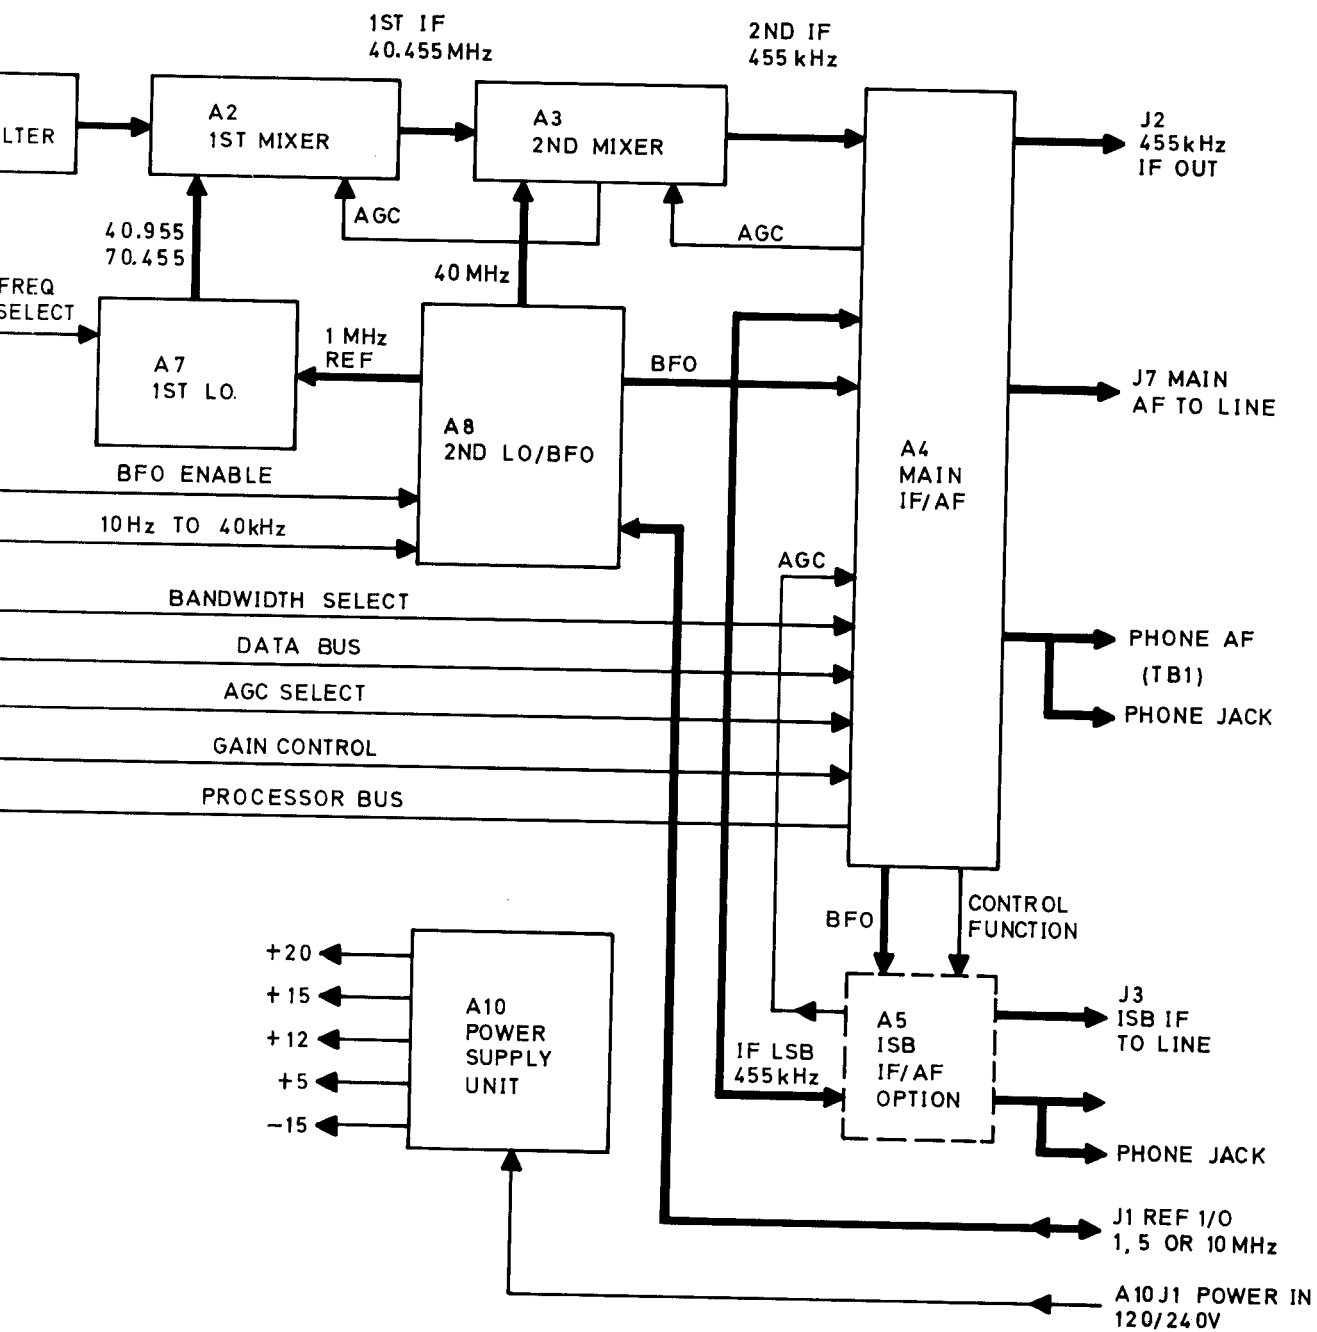 1ST IF
40.455MHz
2ND IF
455kHz
LTER
A2
1ST MIXER
A3
2ND MIXER
J2
455kHz
IF OUT
AGC
AGC
40.955
70.455
40MHz
FREQ
SELECT
1MHz
REF
A7
1ST LO.
BFO
J7 MAIN
AF TO LINE
A8
2ND LO/BFO
A4
MAIN
IF/AF
BFO ENABLE
10Hz TO 40kHz
AGC
BANDWIDTH SELECT
DATA BUS
AGC SELECT
GAIN CONTROL
PROCESSOR BUS
PHONE AF
(TB1)
PHONE JACK
BFO
CONTROL
FUNCTION
+20
+15
+12
+5
-15
A10
POWER
SUPPLY
UNIT
A5
ISB
IF/AF
OPTION
IF LSB
455kHz
J3
ISB IF
TO LINE
PHONE JACK
J1 REF 1/0
1, 5 OR 10MHz
A10J1 POWER IN
120/240V